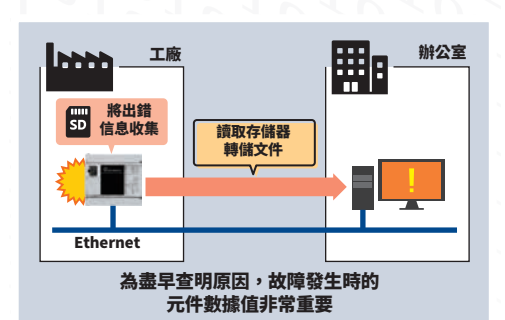 工廠
辦公室
SD
將出錯
信息收集
讀取存儲器
轉儲文件
!
Ethernet
為盡早查明原因，故障發生時的
元件數據值非常重要